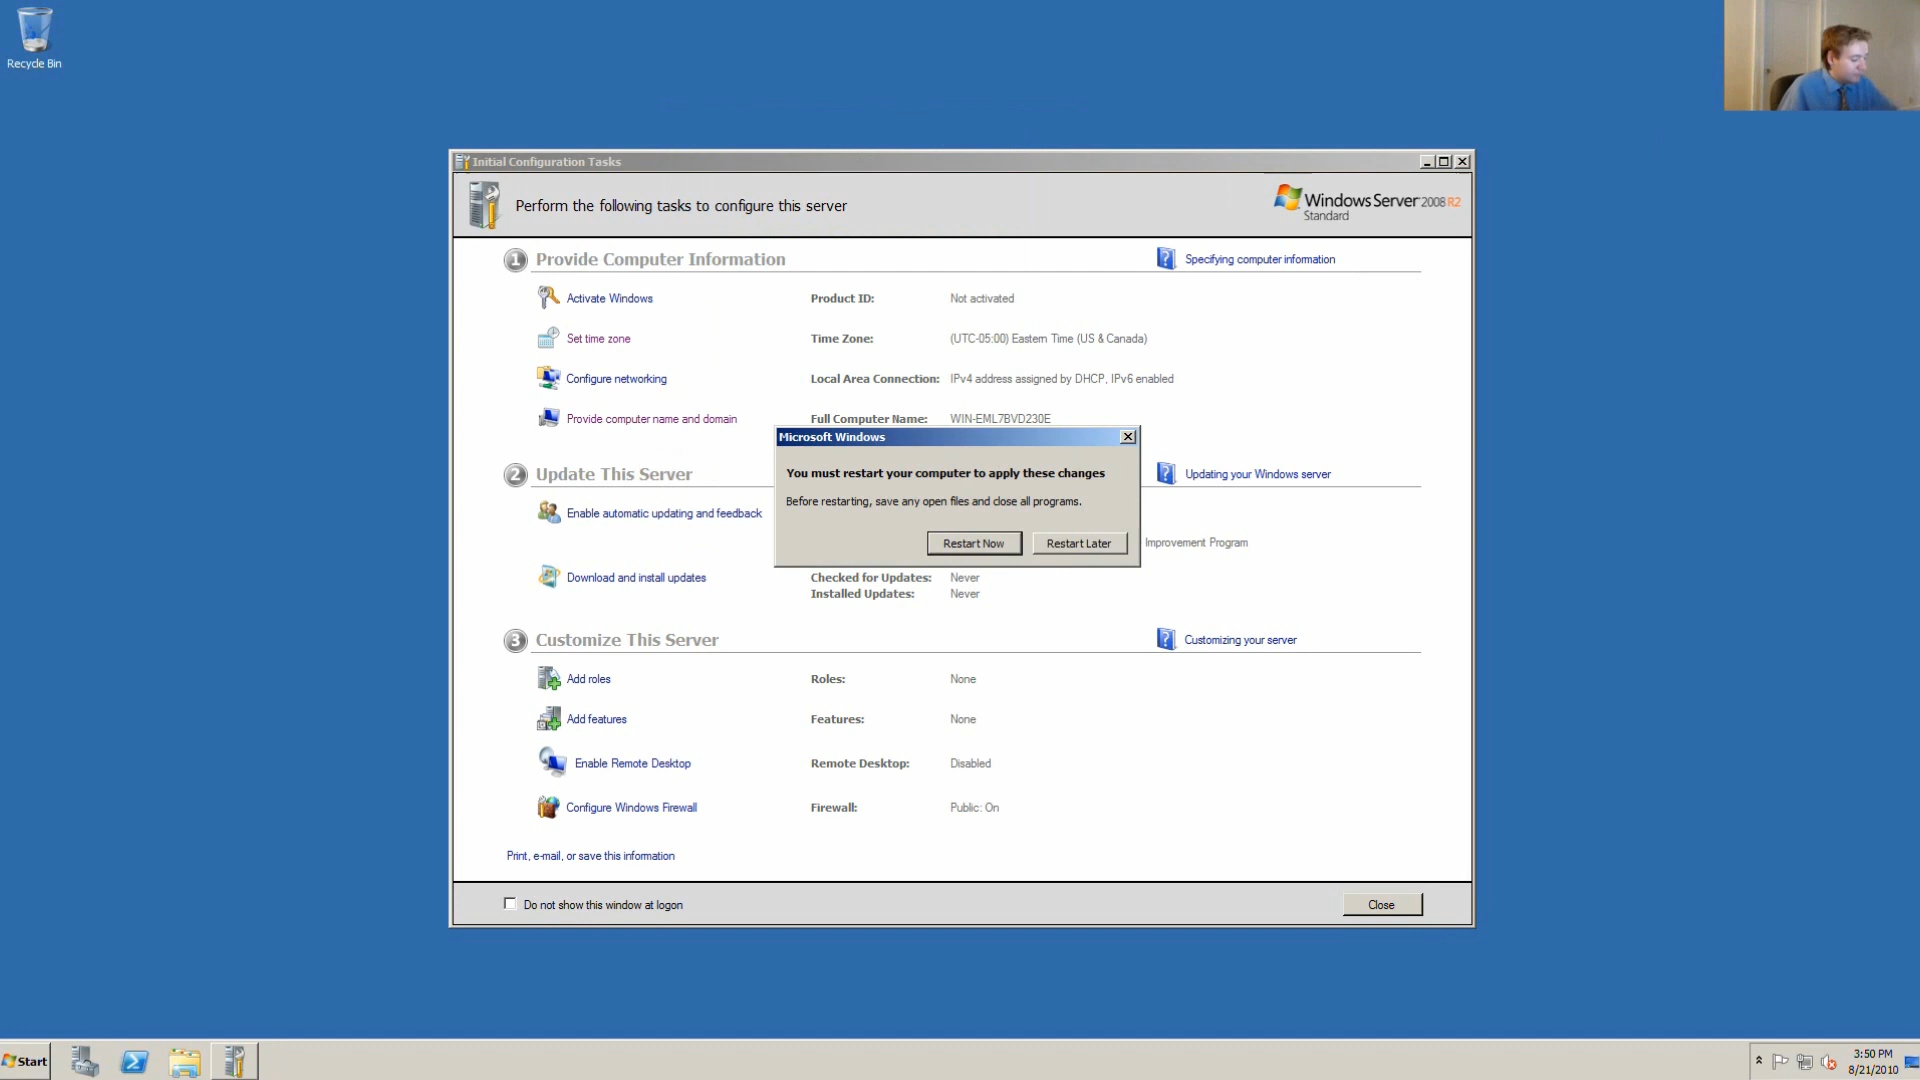 Recycle Bin
Initial Configuration Tasks
Perform the following tasks to configure this server
Windows Server 2008 R2
Standard
1 Provide Computer Information
Specifying computer information
Activate Windows
Product ID:
Not activated
Set time zone
Time Zone:
(UTC-05:00) Eastern Time (US & Canada)
Configure networking
Local Area Connection:
IPv4 address assigned by DHCP, IPv6 enabled
Provide computer name and domain
Full Computer Name:
WIN-EML7BVD230E
Microsoft Windows
You must restart your computer to apply these changes
Before restarting, save any open files and close all programs.
Restart Now
Restart Later
2 Update This Server
Updating your Windows server
Enable automatic updating and feedback
Improvement Program
Download and install updates
Checked for Updates:
Never
Installed Updates:
Never
3 Customize This Server
Customizing your server
Add roles
Roles:
None
Add features
Features:
None
Enable Remote Desktop
Remote Desktop:
Disabled
Configure Windows Firewall
Firewall:
Public: On
Print, e-mail, or save this information
Do not show this window at logon
Close
Start
3:50 PM
8/21/2010